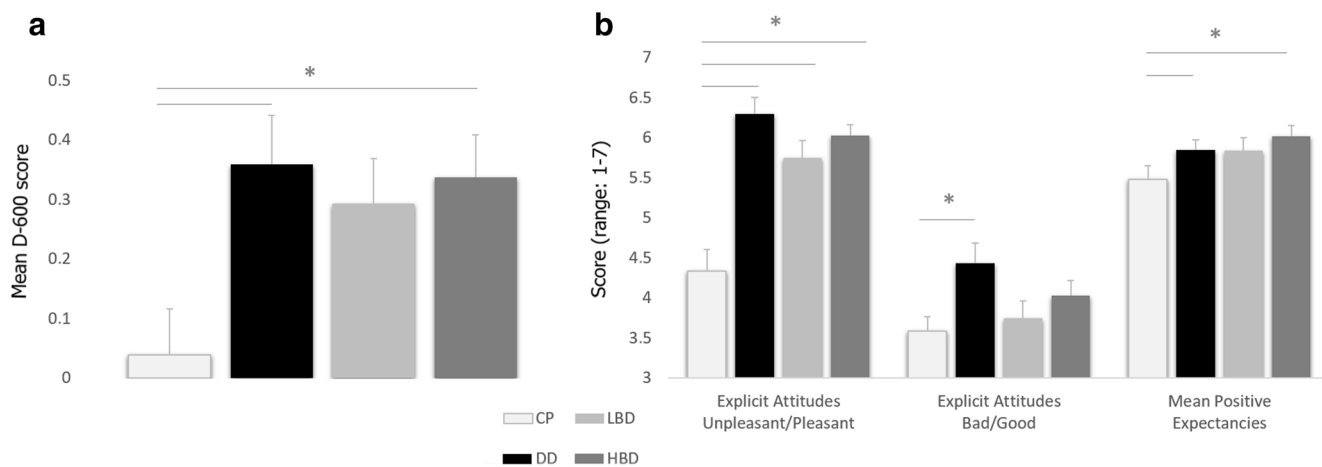 a
*
Mean D-600 score
0.5
0.4
0.3
0.2
0.1
0
b
*
*
*
Score (range: 1-7)
7
6.5
6
5.5
5
4.5
4
3.5
3
Explicit Attitudes
Unpleasant/Pleasant
Explicit Attitudes
Bad/Good
Mean Positive
Expectancies
CP
LBD
DD
HBD